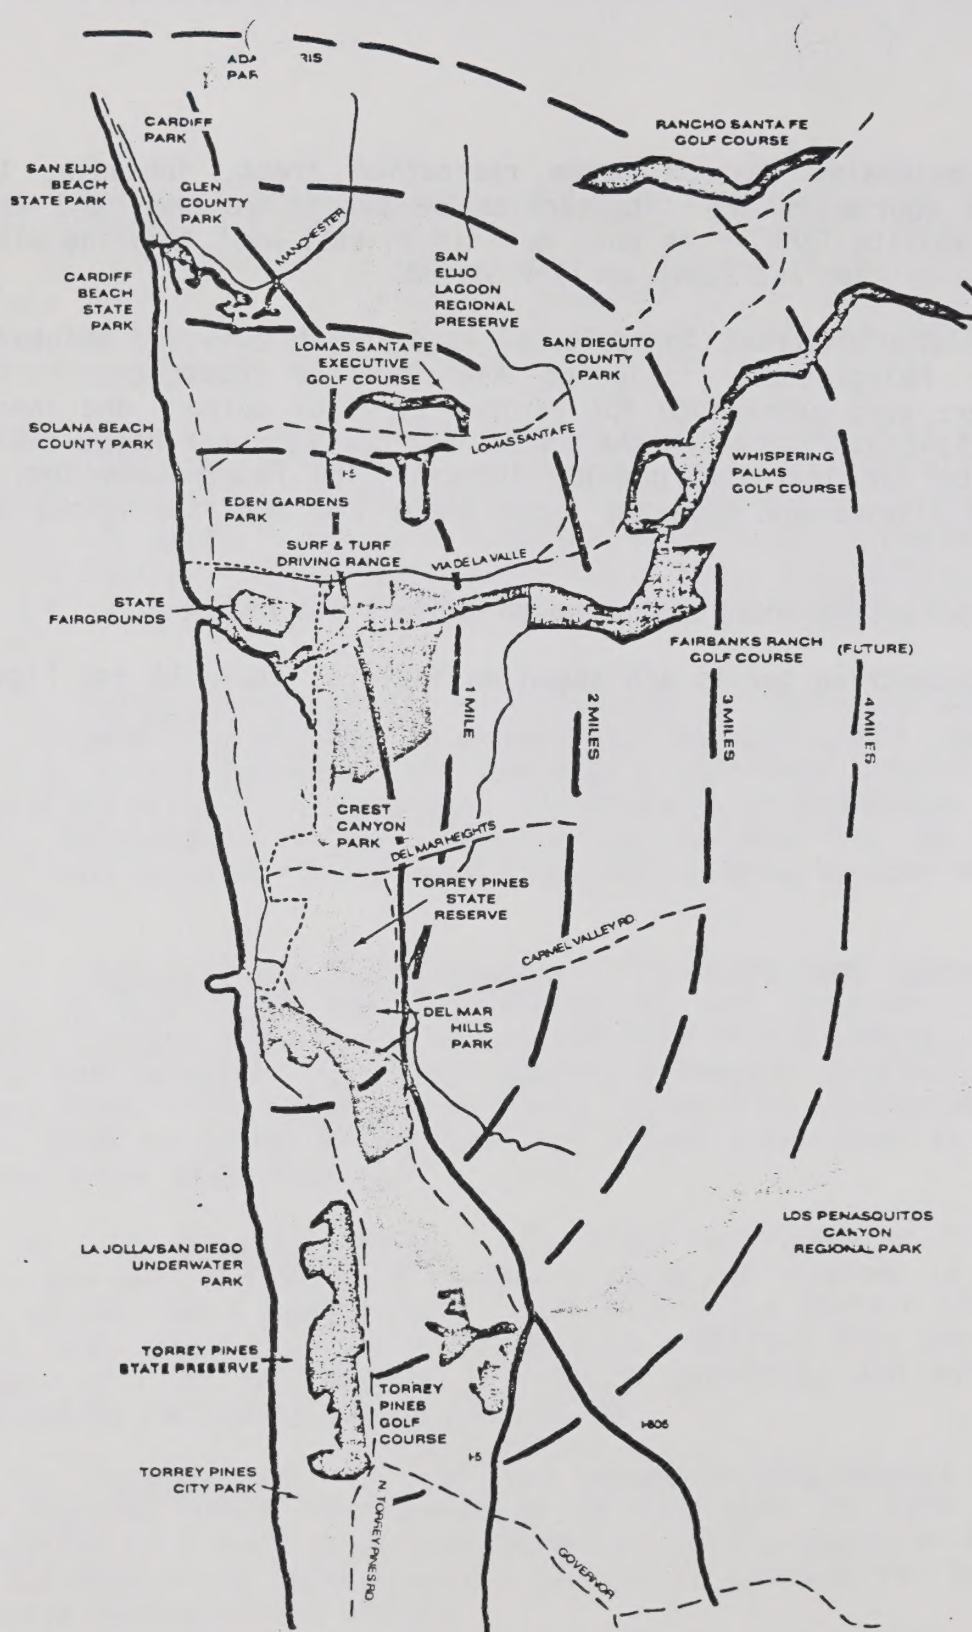 CARDIFF
PARK
RANCHO SANTA FE
GOLF COURSE
SAN ELIJO
BEACH
STATE PARK
GLEN
COUNTY
PARK
MANCHESTER
SAN
ELIJO
LAGOON
REGIONAL
PRESERVE
CARDIFF
BEACH
STATE
PARK
LOMAS SANTA FE
EXECUTIVE
GOLF COURSE
SAN DIEGUITO
COUNTY
PARK
SOLANA BEACH
COUNTY PARK
LOMAS SANTA FE
I-5
WHISPERING
PALMS
GOLF COURSE
EDEN GARDENS
PARK
SURF & TURF
DRIVING RANGE
VIA DE LA VALLE
STATE
FAIRGROUNDS
FAIRBANKS RANCH
GOLF COURSE
(FUTURE)
1 MILE
2 MILES
3 MILES
4 MILES
CREST
CANYON
PARK
DEL MAR HEIGHTS
TORREY PINES
STATE
RESERVE
CARMEL VALLEY RD.
DEL MAR
HILLS
PARK
LOS PENASQUITOS
CANYON
REGIONAL PARK
LA JOLLA/SAN DIEGO
UNDERWATER
PARK
TORREY PINES
STATE PRESERVE
TORREY
PINES
GOLF
COURSE
I-805
I-5
TORREY PINES
CITY PARK
N. TORREY PINES RD.
GOVERNOR